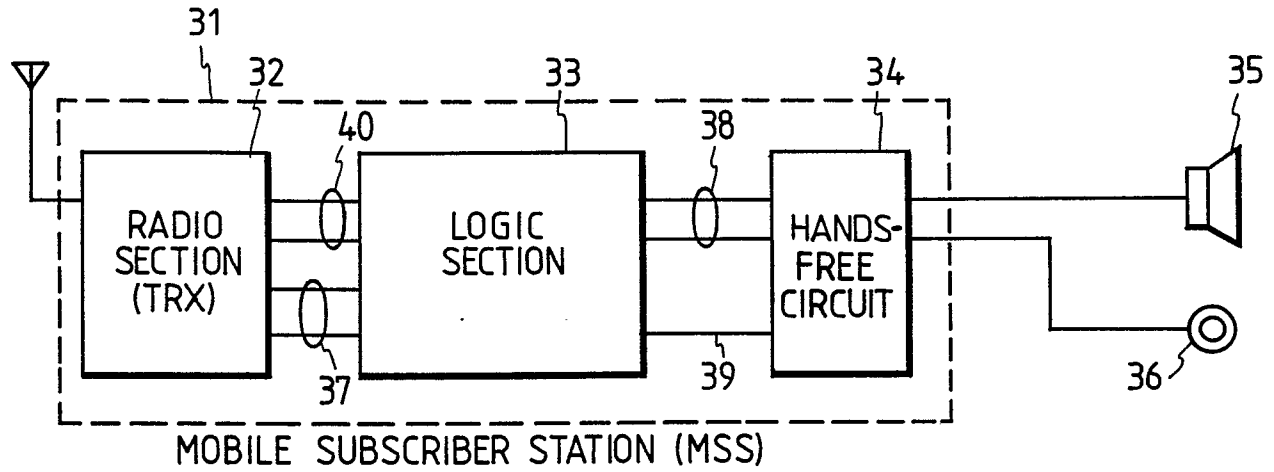 31
32
33
34
35
40
38
RADIO
SECTION
(TRX)
LOGIC
SECTION
HANDS-
FREE
CIRCUIT
37
39
36
MOBILE SUBSCRIBER STATION (MSS)